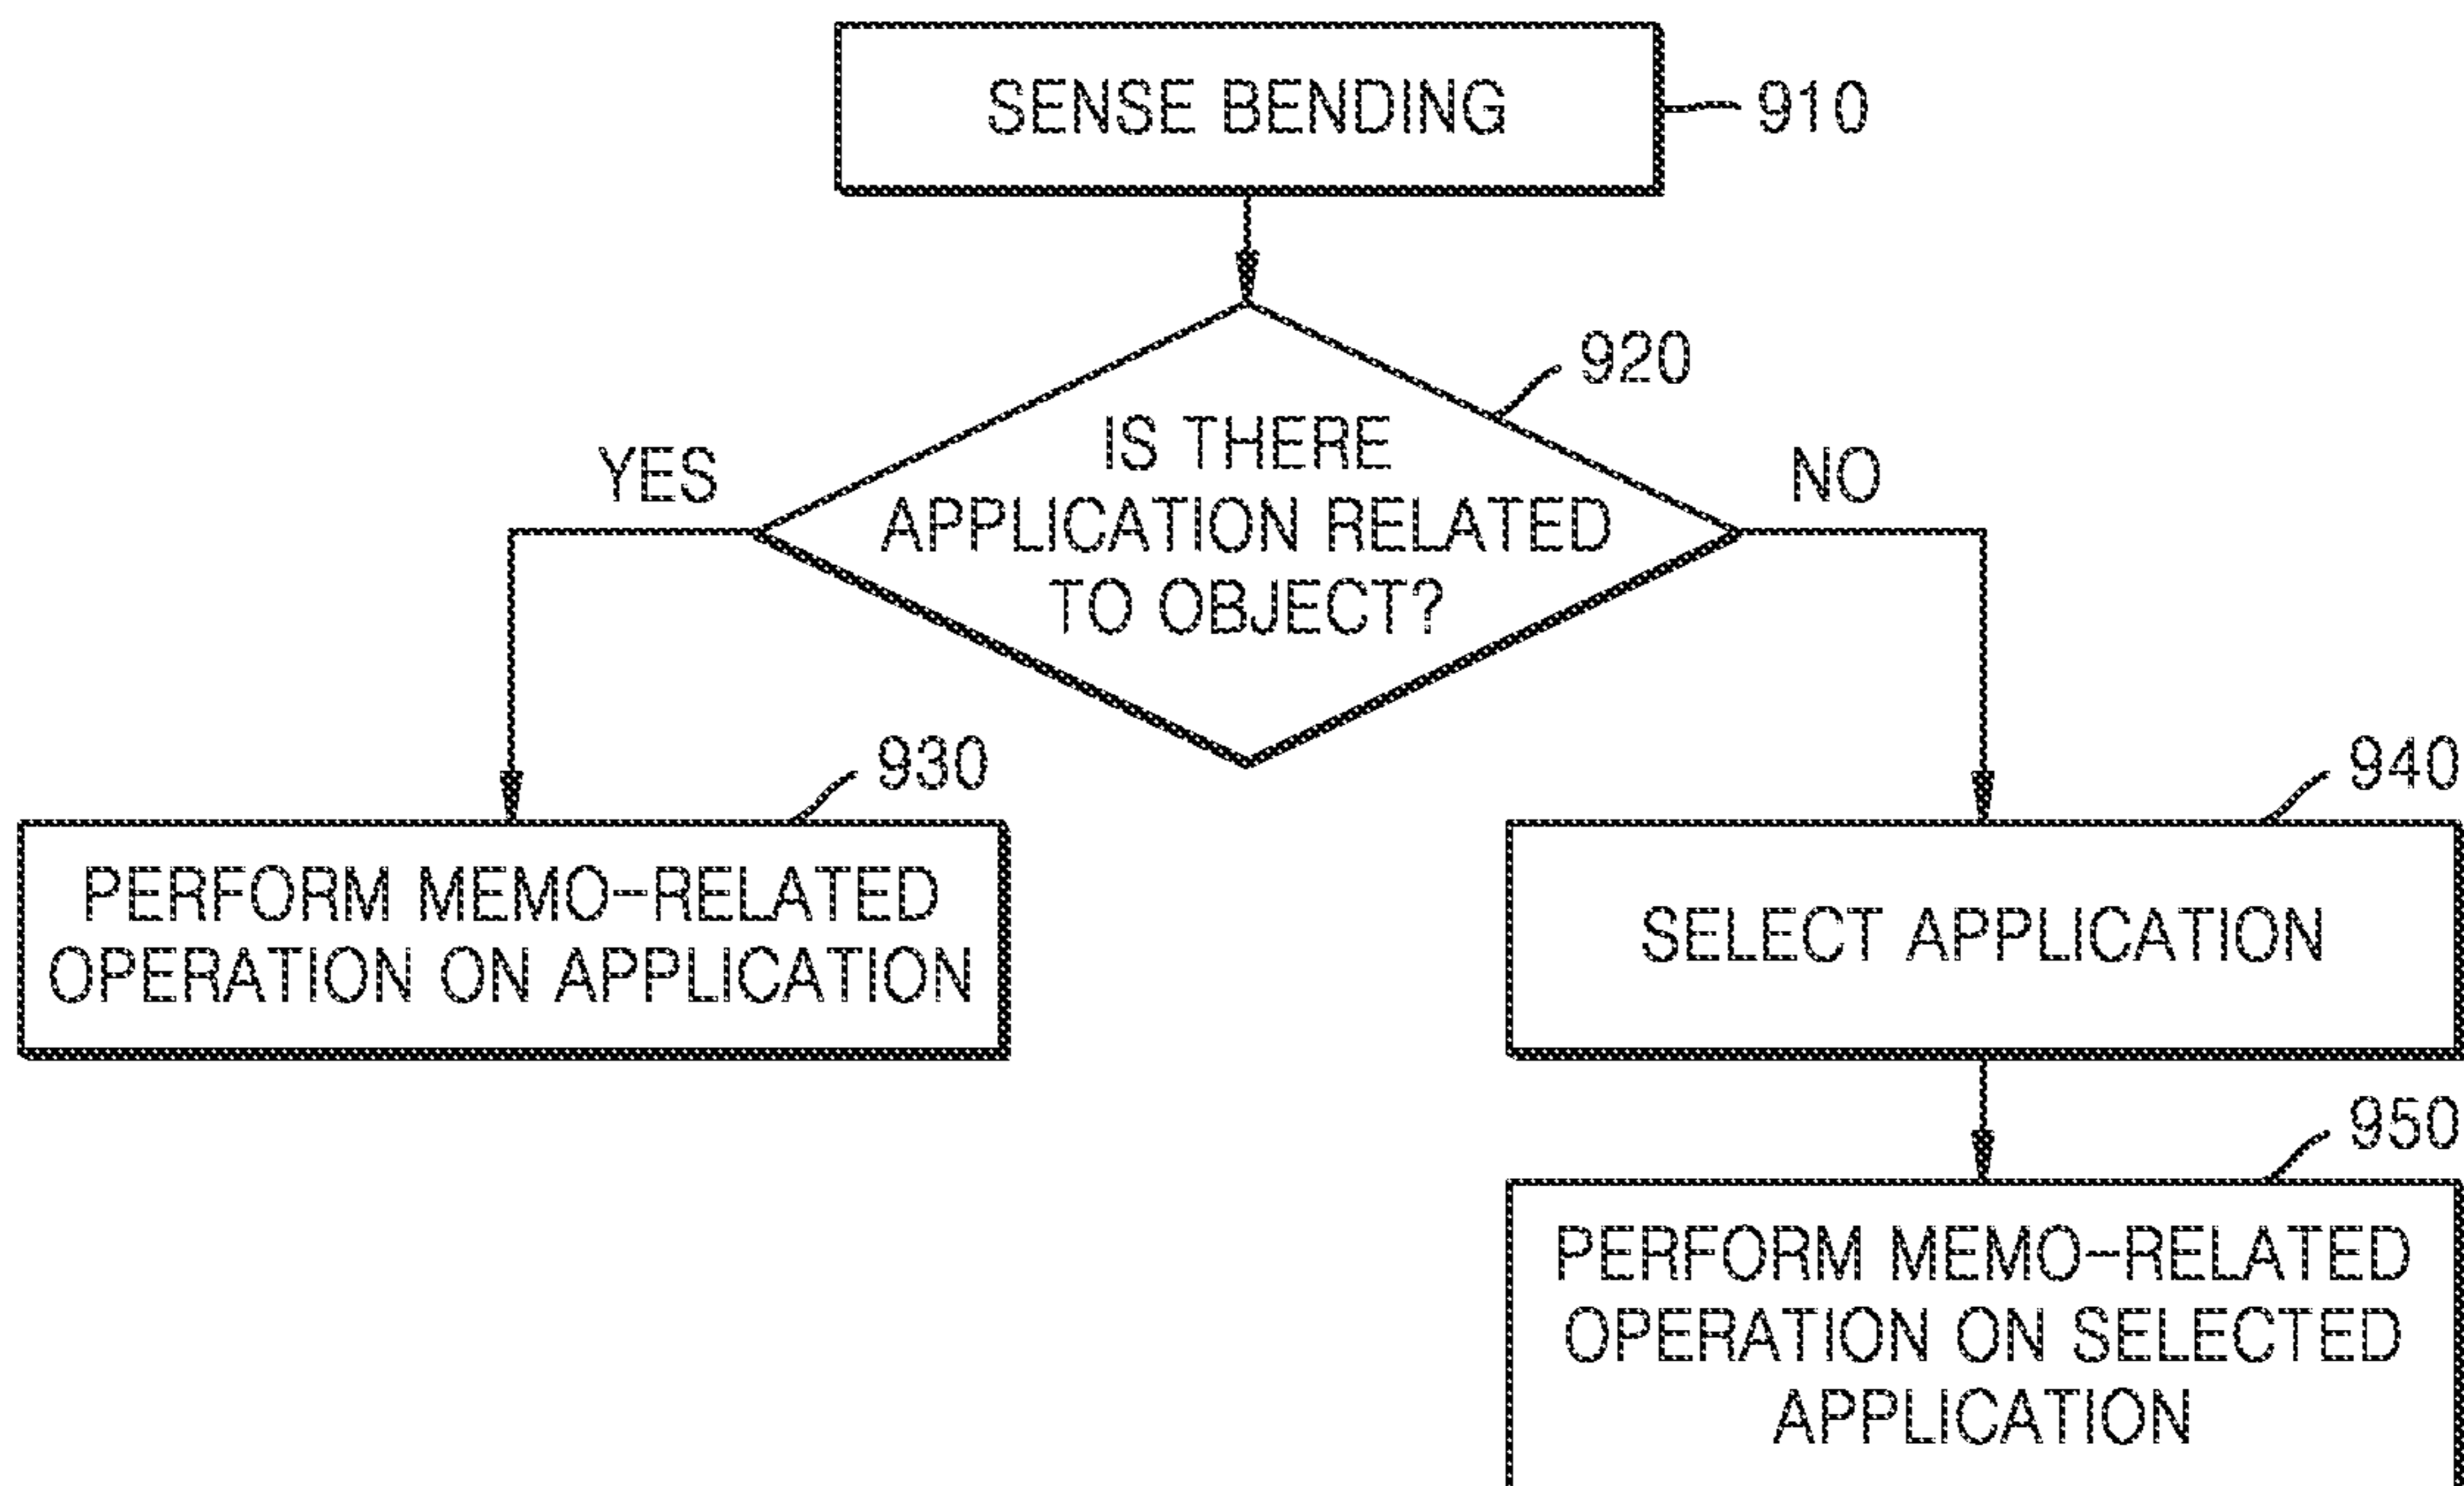 SENSE BENDING
910
920
IS THERE
APPLICATION RELATED
TO OBJECT?
YES
NO
930
PERFORM MEMO-RELATED
OPERATION ON APPLICATION
940
SELECT APPLICATION
950
PERFORM MEMO-RELATED
OPERATION ON SELECTED
APPLICATION